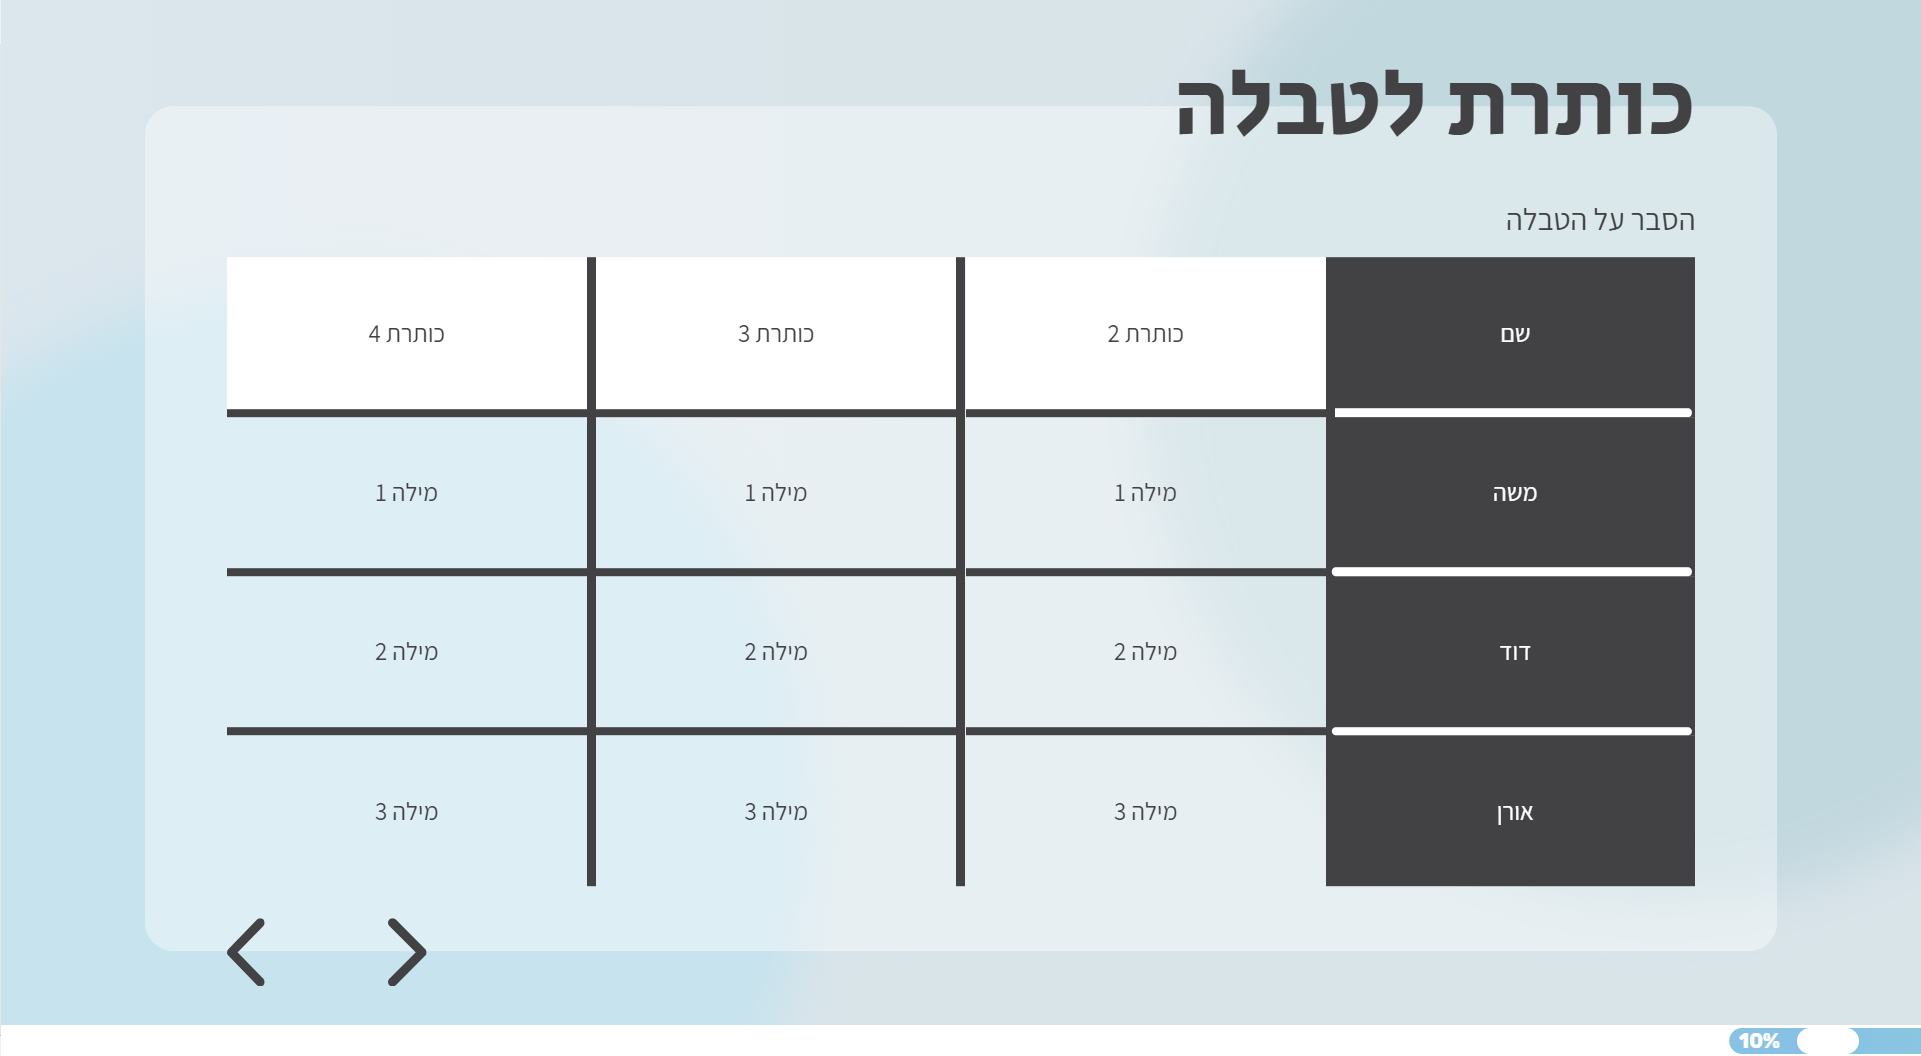 כותרת לטבלה
הסבר על הטבלה
שם כותרת 2 כותרת 3 כותרת 4
משה מילה 1 מילה 1 מילה 1
דוד מילה 2 מילה 2 מילה 2
אורן מילה 3 מילה 3 מילה 3
10%